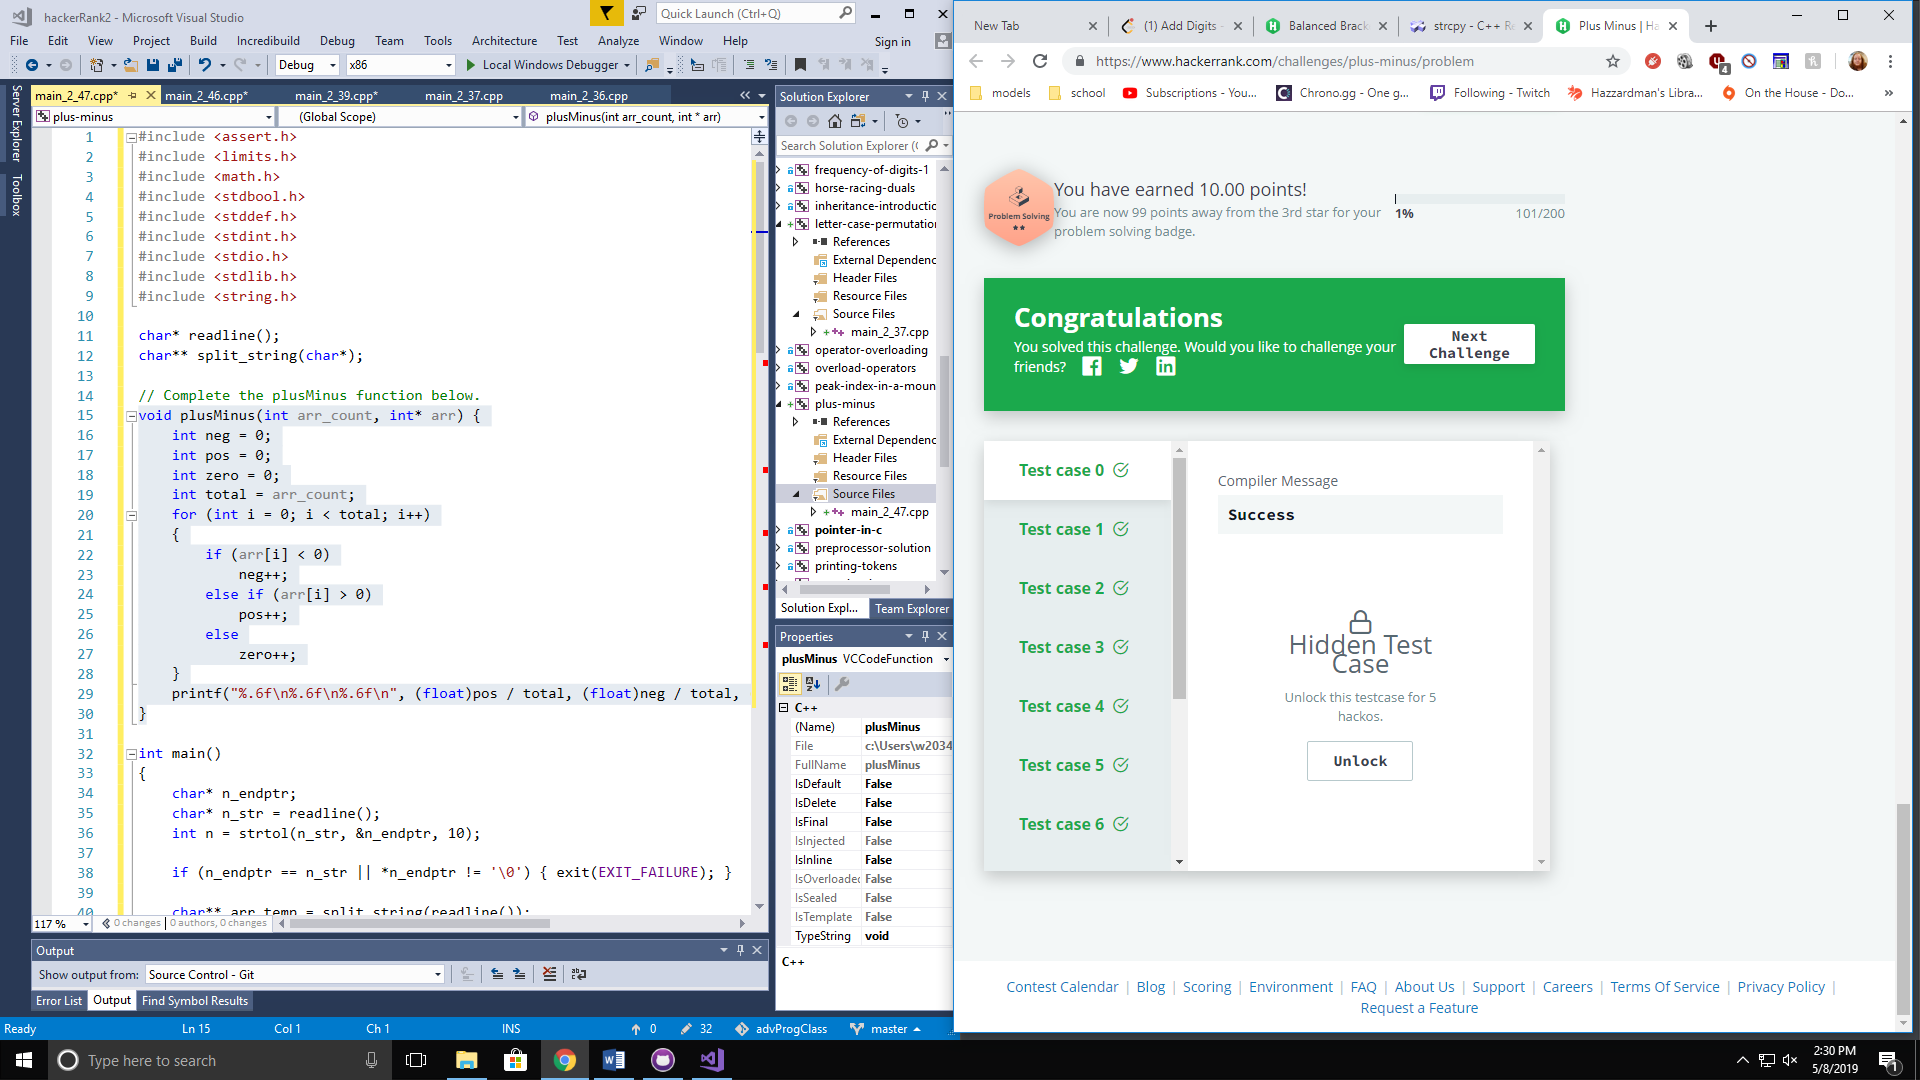 hackerRank2 - Microsoft Visual Studio
Quick Launch (Ctrl+Q)
File Edit View Project Build Incredibuild Debug Team Tools Architecture Test Analyze Window Help Sign in
Debug x86 Local Windows Debugger
Server Explorer
Toolbox
main_2_47.cpp* main_2_46.cpp* main_2_39.cpp* main_2_37.cpp main_2_36.cpp
plus-minus (Global Scope) plusMinus(int arr_count, int * arr)
1 #include <assert.h>
2 #include <limits.h>
3 #include <math.h>
4 #include <stdbool.h>
5 #include <stddef.h>
6 #include <stdint.h>
7 #include <stdio.h>
8 #include <stdlib.h>
9 #include <string.h>
10
11 char* readline();
12 char** split_string(char*);
13
14 // Complete the plusMinus function below.
15 void plusMinus(int arr_count, int* arr) {
16 int neg = 0;
17 int pos = 0;
18 int zero = 0;
19 int total = arr_count;
20 for (int i = 0; i < total; i++)
21 {
22 if (arr[i] < 0)
23 neg++;
24 else if (arr[i] > 0)
25 pos++;
26 else
27 zero++;
28 }
29 printf("%.6f\n%.6f\n%.6f\n", (float)pos / total, (float)neg / total,
30 }
31
32 int main()
33 {
34 char* n_endptr;
35 char* n_str = readline();
36 int n = strtol(n_str, &n_endptr, 10);
37
38 if (n_endptr == n_str || *n_endptr != '\0') { exit(EXIT_FAILURE); }
39
40 char** arr_temp = split_string(readline());
117 % 0 changes | 0 authors, 0 changes
Output
Show output from: Source Control - Git
Error List Output Find Symbol Results
Ready Ln 15 Col 1 Ch 1 INS 0 32 advProgClass master
Solution Explorer
Search Solution Explorer (
frequency-of-digits-1
horse-racing-duals
inheritance-introductio
letter-case-permutation
References
External Dependenc
Header Files
Resource Files
Source Files
main_2_37.cpp
operator-overloading
overload-operators
peak-index-in-a-moun
plus-minus
References
External Dependenc
Header Files
Resource Files
Source Files
main_2_47.cpp
pointer-in-c
preprocessor-solution
printing-tokens
Solution Expl... Team Explorer
Properties
plusMinus VCCodeFunction
C++
(Name) plusMinus
File c:\Users\w2034
FullName plusMinus
IsDefault False
IsDelete False
IsFinal False
IsInjected False
IsInline False
IsOverloaded False
IsSealed False
IsTemplate False
TypeString void
C++
New Tab (1) Add Digits - Balanced Brack strcpy - C++ Re Plus Minus | Ha
https://www.hackerrank.com/challenges/plus-minus/problem
4
models school Subscriptions - You... Chrono.gg - One g... Following - Twitch Hazzardman's Libra... On the House - Do... »
Problem Solving
You have earned 10.00 points!
You are now 99 points away from the 3rd star for your
problem solving badge.
1% 101/200
Congratulations
You solved this challenge. Would you like to challenge your
friends?
Next
Challenge
Test case 0
Test case 1
Test case 2
Test case 3
Test case 4
Test case 5
Test case 6
Compiler Message
Success
Hidden Test
Case
Unlock this testcase for 5
hackos.
Unlock
Contest Calendar | Blog | Scoring | Environment | FAQ | About Us | Support | Careers | Terms Of Service | Privacy Policy |
Request a Feature
Type here to search
2:30 PM
5/8/2019
1